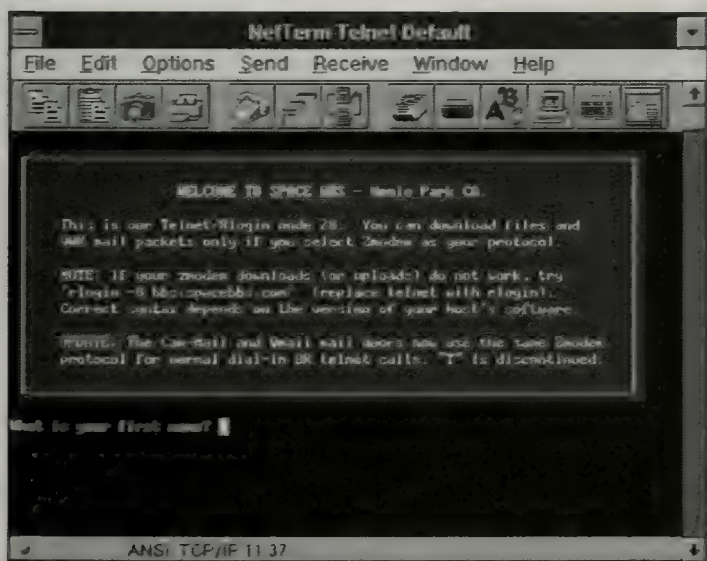 NetTerm Telnet Default
File Edit Options Send Receive Window Help
WELCOME TO SPACE BBS - Menlo Park CA.
This is our Telnet/Rlogin node 28. You can download files and
QWK mail packets only if you select Zmodem as your protocol.
NOTE: If your zmodem downloads (or uploads) do not work, try
"rlogin -8 bbs.spacebbs.com" (replace telnet with rlogin).
Correct syntax depends on the version of your host's software.
UPDATE: The Cam-Mail and Qmail mail doors now use the same Zmodem
protocol for normal dial-in OR telnet calls. "T" is discontinued.
What is your first name?
ANSI TCP/IP 11 37